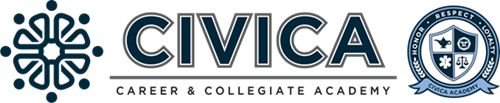 CIVICA
CAREER & COLLEGIATE ACADEMY
HONOR • RESPECT • LOYALTY
CIVICA ACADEMY